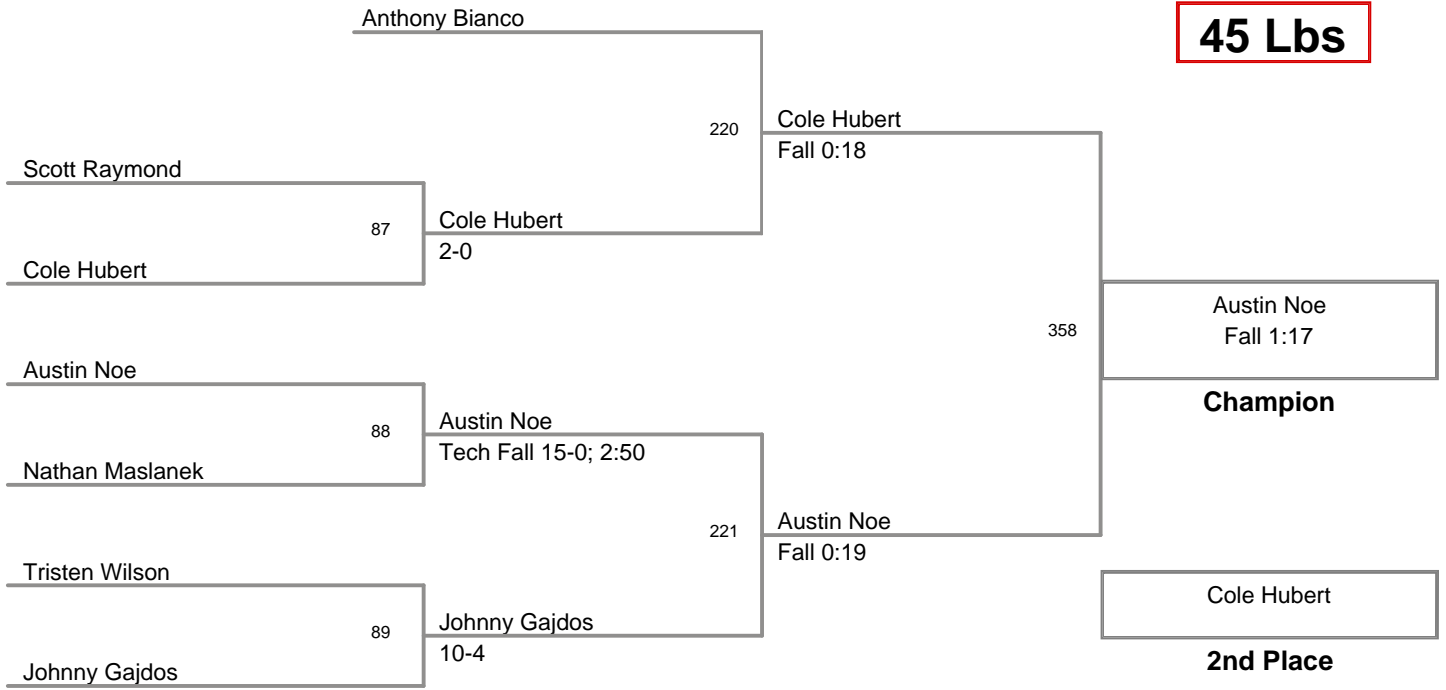 Anthony Bianco
45 Lbs
220
Cole Hubert
Fall 0:18
Scott Raymond
87
Cole Hubert
2-0
Cole Hubert
358
Austin Noe
Fall 1:17
Champion
Austin Noe
88
Austin Noe
Tech Fall 15-0; 2:50
Nathan Maslanek
221
Austin Noe
Fall 0:19
Tristen Wilson
89
Johnny Gajdos
10-4
Johnny Gajdos
Cole Hubert
2nd Place